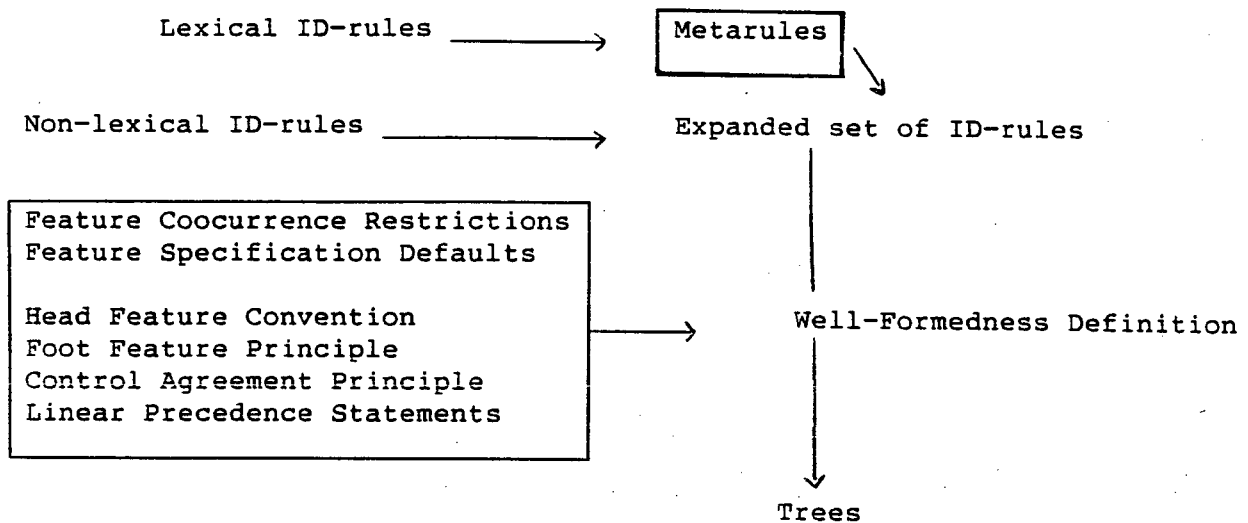 Lexical ID-rules
Metarules
Non-lexical ID-rules
Expanded set of ID-rules
Feature Coocurrence Restrictions
Feature Specification Defaults
Head Feature Convention
Foot Feature Principle
Control Agreement Principle
Linear Precedence Statements
Well-Formedness Definition
Trees